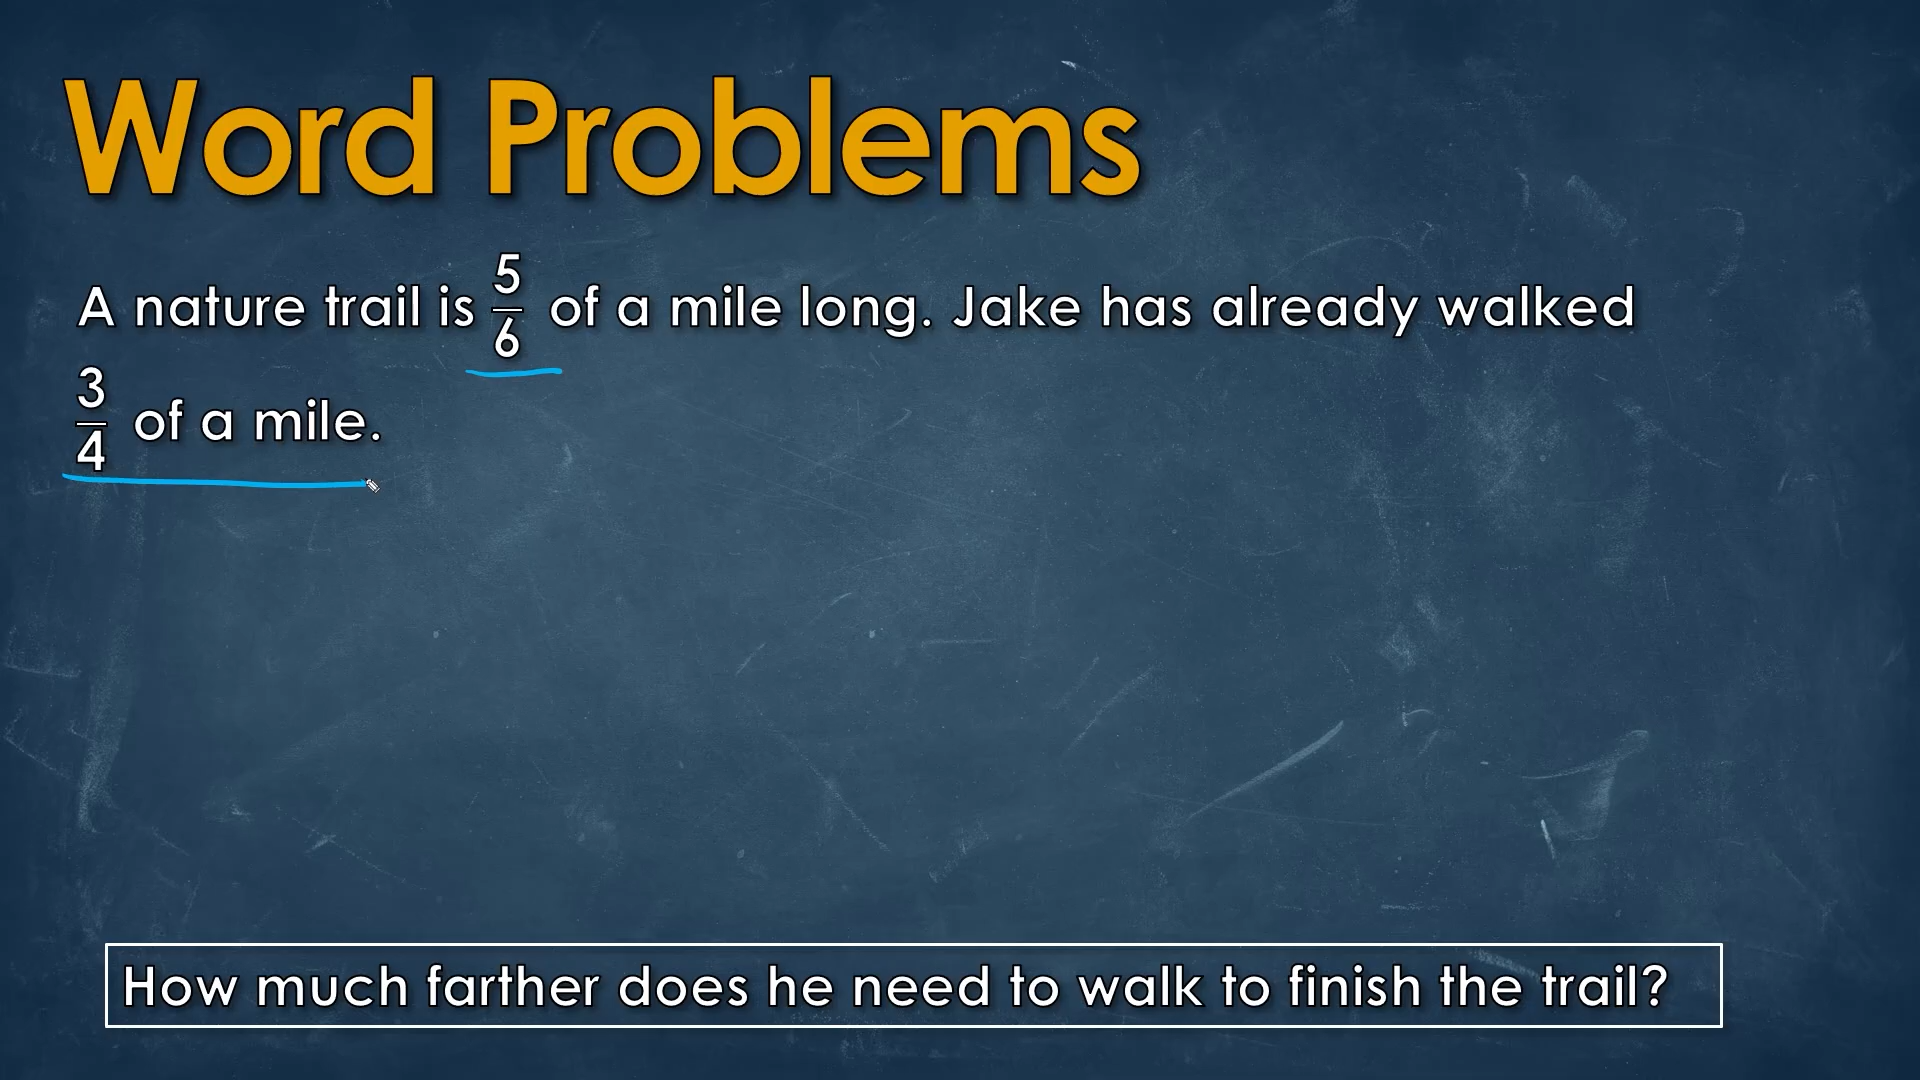 Word Problems
A nature trail is 5/6 of a mile long. Jake has already walked
3/4 of a mile.
How much farther does he need to walk to finish the trail?